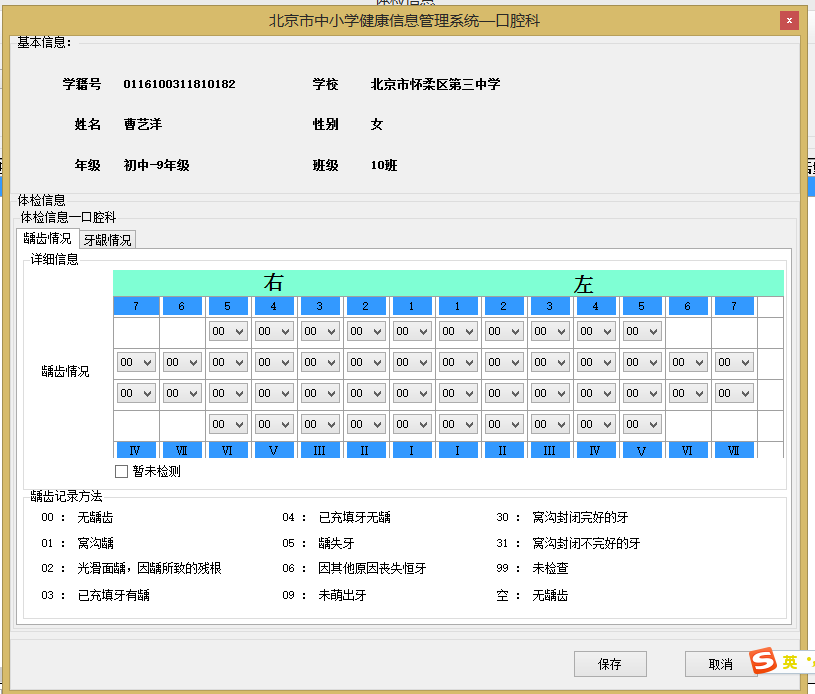 体检信息
北京市中小学健康信息管理系统—口腔科
x
基本信息:
学籍号 0116100311810182 学校 北京市怀柔区第三中学
姓名 曹艺洋 性别 女
年级 初中-9年级 班级 10班
体检信息
体检信息—口腔科
龋齿情况 牙龈情况
详细信息
右 左
7 6 5 4 3 2 1 1 2 3 4 5 6 7
00 00 00 00 00 00 00 00 00 00
00 00 00 00 00 00 00 00 00 00 00 00 00 00
龋齿情况
00 00 00 00 00 00 00 00 00 00 00 00 00 00
00 00 00 00 00 00 00 00 00 00
Ⅳ Ⅶ Ⅵ Ⅴ Ⅲ Ⅱ Ⅰ Ⅰ Ⅱ Ⅲ Ⅳ Ⅴ Ⅵ Ⅶ
暂未检测
龋齿记录方法
00 : 无龋齿 04 : 已充填牙无龋 30 : 窝沟封闭完好的牙
01 : 窝沟龋 05 : 龋失牙 31 : 窝沟封闭不完好的牙
02 : 光滑面龋，因龋所致的残根 06 : 因其他原因丧失恒牙 99 : 未检查
03 : 已充填牙有龋 09 : 未萌出牙 空 : 无龋齿
保存 取消 S 英